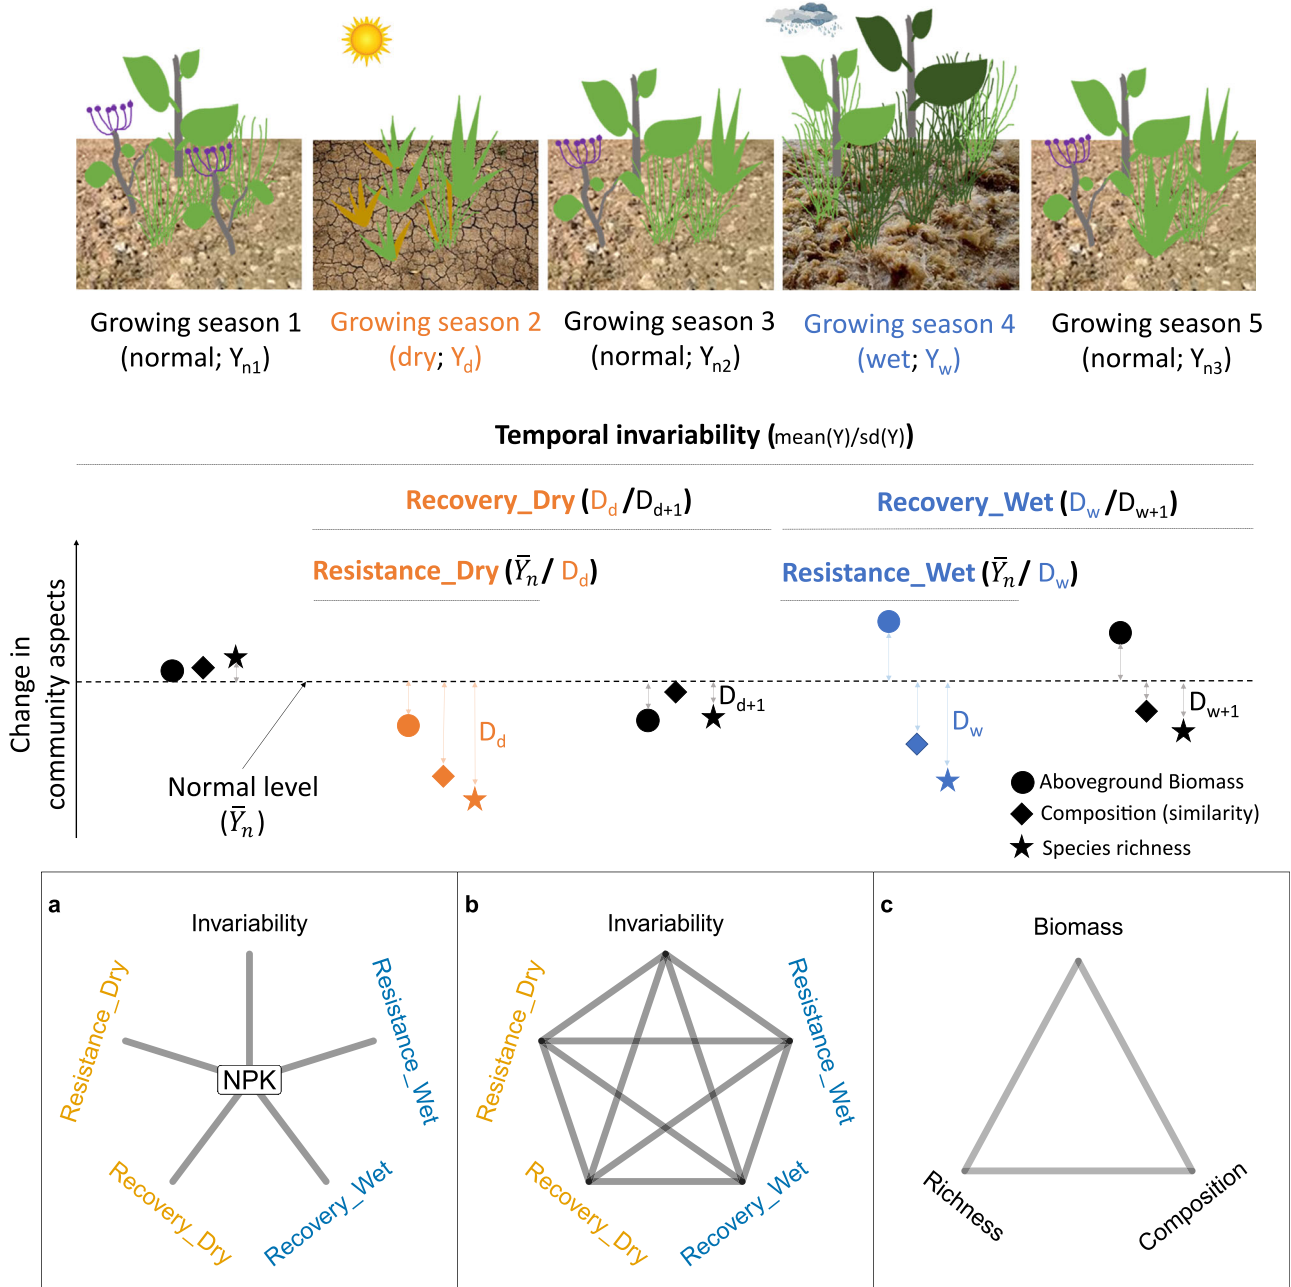 Growing season 1
(normal; Yn1)
Growing season 2
(dry; Yd)
Growing season 3
(normal; Yn2)
Growing season 4
(wet; Yw)
Growing season 5
(normal; Yn3)
Temporal invariability (mean(Y)/sd(Y))
Recovery_Dry (Dd/Dd+1)
Recovery_Wet (Dw/Dw+1)
Resistance_Dry (Ȳn/ Dd)
Resistance_Wet (Ȳn/ Dw)
Change in
community aspects
Dd
Dd+1
Dw
Dw+1
Normal level
(Ȳn)
Aboveground Biomass
Composition (similarity)
Species richness
a
Invariability
Resistance_Dry
Resistance_Wet
NPK
Recovery_Dry
Recovery_Wet
b
Invariability
Resistance_Dry
Resistance_Wet
Recovery_Dry
Recovery_Wet
c
Biomass
Richness
Composition